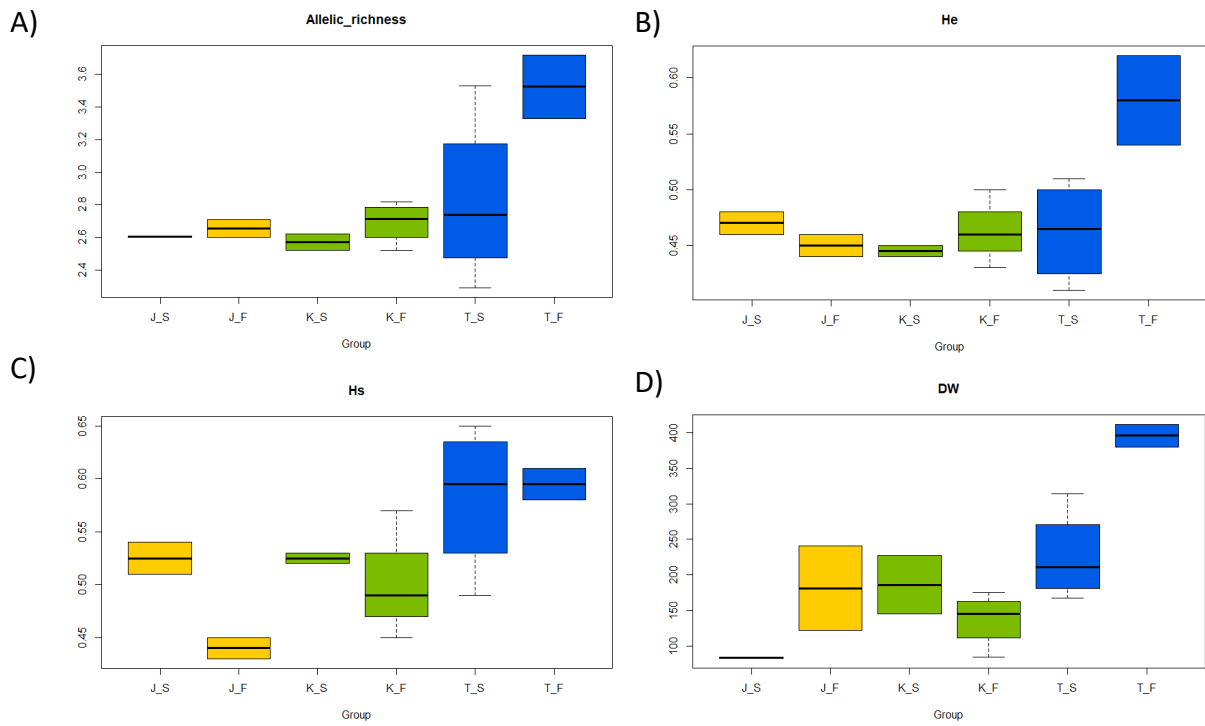 A)
Allelic_richness
3.6
3.4
3.2
3.0
2.8
2.6
2.4
J_S J_F K_S K_F T_S T_F
Group
B)
He
0.60
0.55
0.50
0.45
J_S J_F K_S K_F T_S T_F
Group
C)
Hs
0.65
0.60
0.55
0.50
0.45
J_S J_F K_S K_F T_S T_F
Group
D)
DW
400
350
300
250
200
150
100
J_S J_F K_S K_F T_S T_F
Group